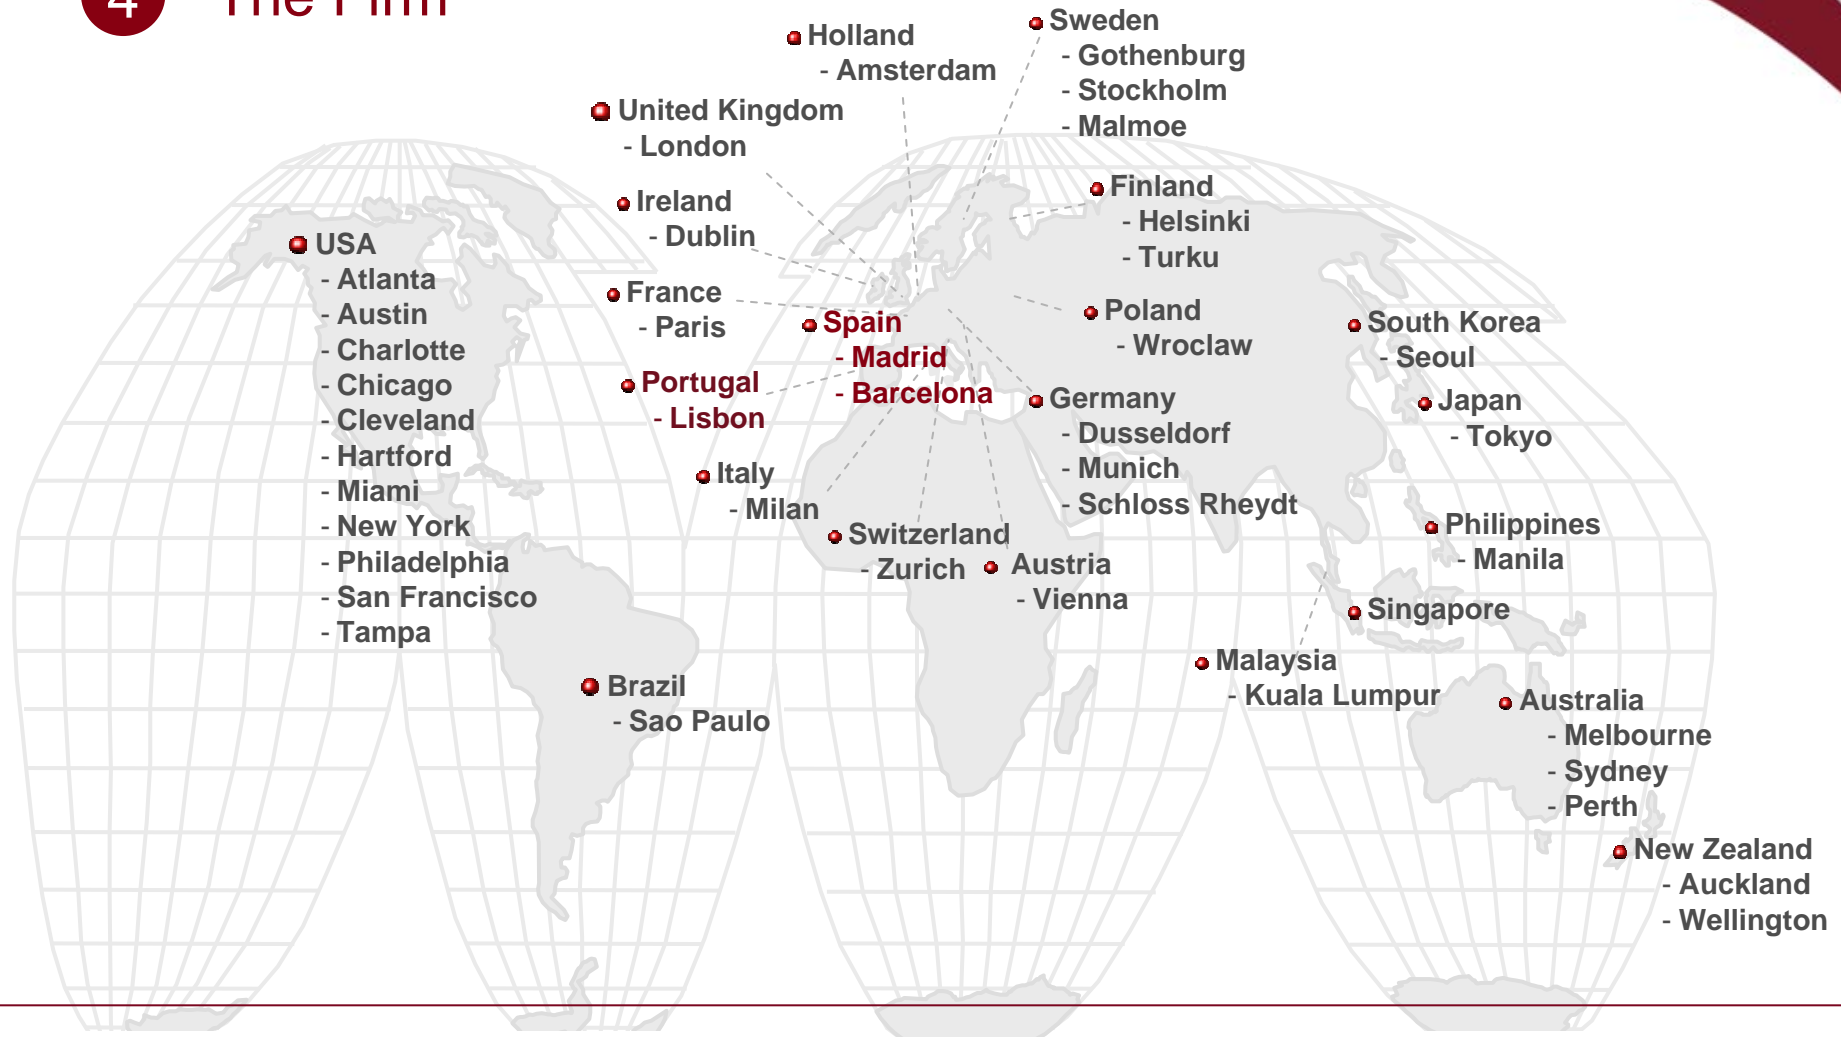 4 The Firm
Holland
- Amsterdam
Sweden
- Gothenburg
- Stockholm
- Malmoe
United Kingdom
- London
Ireland
- Dublin
Finland
- Helsinki
- Turku
USA
- Atlanta
- Austin
- Charlotte
- Chicago
- Cleveland
- Hartford
- Miami
- New York
- Philadelphia
- San Francisco
- Tampa
France
- Paris
Spain
- Madrid
- Barcelona
Portugal
- Lisbon
Poland
- Wroclaw
Germany
- Dusseldorf
- Munich
- Schloss Rheydt
South Korea
- Seoul
Japan
- Tokyo
Italy
- Milan
Switzerland
- Zurich
Austria
- Vienna
Philippines
- Manila
Singapore
Malaysia
- Kuala Lumpur
Brazil
- Sao Paulo
Australia
- Melbourne
- Sydney
- Perth
New Zealand
- Auckland
- Wellington